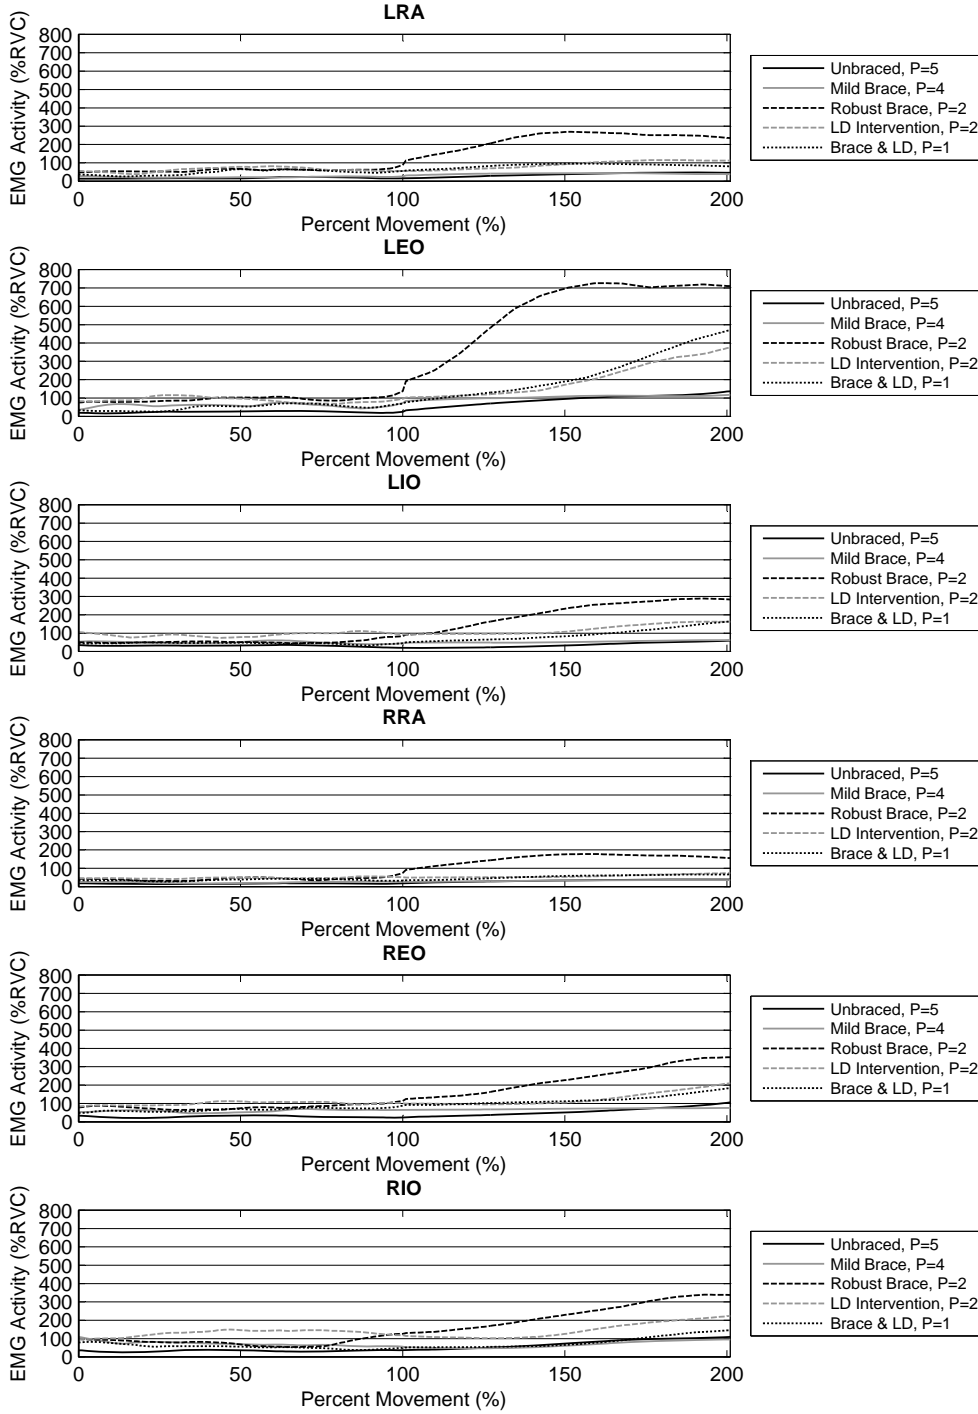 LRA
EMG Activity (%RVC)
800
700
600
500
400
300
200
100
0
0 50 100 150 200
Percent Movement (%)
Unbraced, P=5
Mild Brace, P=4
Robust Brace, P=2
LD Intervention, P=2
Brace & LD, P=1
LEO
EMG Activity (%RVC)
800
700
600
500
400
300
200
100
0
0 50 100 150 200
Percent Movement (%)
Unbraced, P=5
Mild Brace, P=4
Robust Brace, P=2
LD Intervention, P=2
Brace & LD, P=1
LIO
EMG Activity (%RVC)
800
700
600
500
400
300
200
100
0
0 50 100 150 200
Percent Movement (%)
Unbraced, P=5
Mild Brace, P=4
Robust Brace, P=2
LD Intervention, P=2
Brace & LD, P=1
RRA
EMG Activity (%RVC)
800
700
600
500
400
300
200
100
0
0 50 100 150 200
Percent Movement (%)
Unbraced, P=5
Mild Brace, P=4
Robust Brace, P=2
LD Intervention, P=2
Brace & LD, P=1
REO
EMG Activity (%RVC)
800
700
600
500
400
300
200
100
0
0 50 100 150 200
Percent Movement (%)
Unbraced, P=5
Mild Brace, P=4
Robust Brace, P=2
LD Intervention, P=2
Brace & LD, P=1
RIO
EMG Activity (%RVC)
800
700
600
500
400
300
200
100
0
0 50 100 150 200
Percent Movement (%)
Unbraced, P=5
Mild Brace, P=4
Robust Brace, P=2
LD Intervention, P=2
Brace & LD, P=1